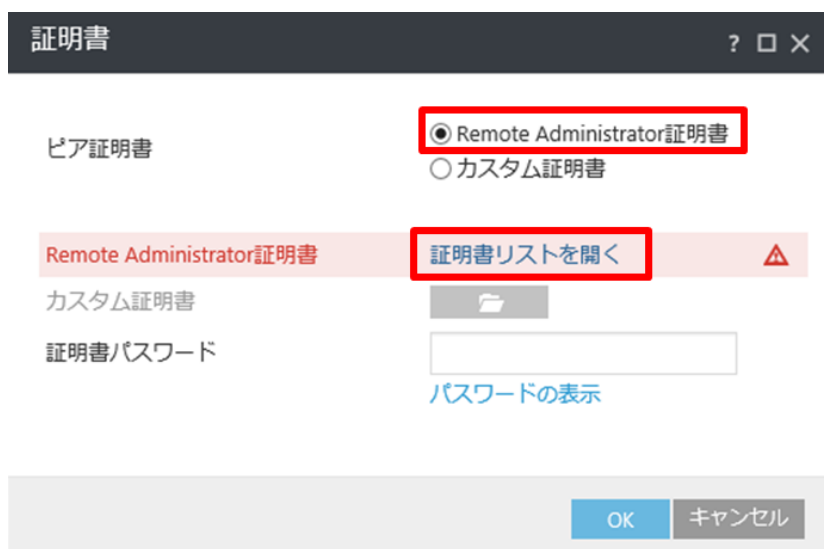 証明書
?
ピア証明書
Remote Administrator証明書
カスタム証明書
Remote Administrator証明書 証明書リストを開く
カスタム証明書
証明書パスワード
パスワードの表示
OK キャンセル